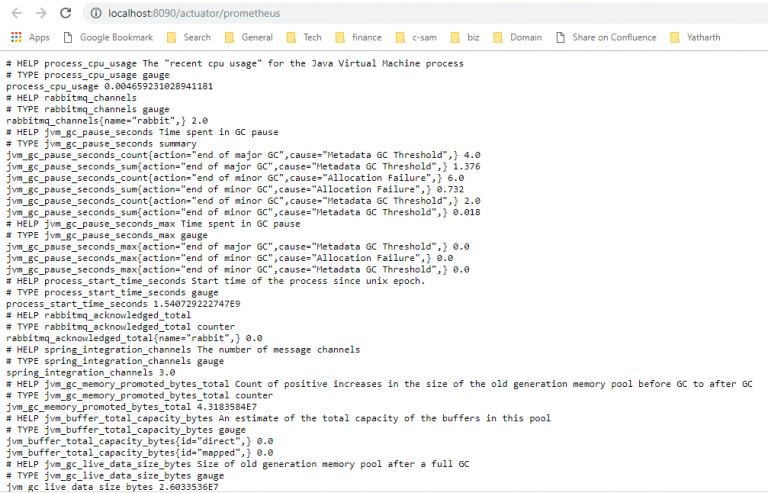 localhost:8090/actuator/prometheus
Apps Google Bookmark Search General Tech finance c-sam biz Domain Share on Confluence Yatharth
# HELP process_cpu_usage The "recent cpu usage" for the Java Virtual Machine process
# TYPE process_cpu_usage gauge
process_cpu_usage 0.004659231028941181
# HELP rabbitmq_channels
# TYPE rabbitmq_channels gauge
rabbitmq_channels{name="rabbit",} 2.0
# HELP jvm_gc_pause_seconds Time spent in GC pause
# TYPE jvm_gc_pause_seconds summary
jvm_gc_pause_seconds_count{action="end of major GC",cause="Metadata GC Threshold",} 4.0
jvm_gc_pause_seconds_sum{action="end of major GC",cause="Metadata GC Threshold",} 1.376
jvm_gc_pause_seconds_count{action="end of minor GC",cause="Allocation Failure",} 6.0
jvm_gc_pause_seconds_sum{action="end of minor GC",cause="Allocation Failure",} 0.732
jvm_gc_pause_seconds_count{action="end of minor GC",cause="Metadata GC Threshold",} 2.0
jvm_gc_pause_seconds_sum{action="end of minor GC",cause="Metadata GC Threshold",} 0.018
# HELP jvm_gc_pause_seconds_max Time spent in GC pause
# TYPE jvm_gc_pause_seconds_max gauge
jvm_gc_pause_seconds_max{action="end of major GC",cause="Metadata GC Threshold",} 0.0
jvm_gc_pause_seconds_max{action="end of minor GC",cause="Allocation Failure",} 0.0
jvm_gc_pause_seconds_max{action="end of minor GC",cause="Metadata GC Threshold",} 0.0
# HELP process_start_time_seconds Start time of the process since unix epoch.
# TYPE process_start_time_seconds gauge
process_start_time_seconds 1.540729222747E9
# HELP rabbitmq_acknowledged_total
# TYPE rabbitmq_acknowledged_total counter
rabbitmq_acknowledged_total{name="rabbit",} 0.0
# HELP spring_integration_channels The number of message channels
# TYPE spring_integration_channels gauge
spring_integration_channels 3.0
# HELP jvm_gc_memory_promoted_bytes_total Count of positive increases in the size of the old generation memory pool before GC to after GC
# TYPE jvm_gc_memory_promoted_bytes_total counter
jvm_gc_memory_promoted_bytes_total 4.3183584E7
# HELP jvm_buffer_total_capacity_bytes An estimate of the total capacity of the buffers in this pool
# TYPE jvm_buffer_total_capacity_bytes gauge
jvm_buffer_total_capacity_bytes{id="direct",} 0.0
jvm_buffer_total_capacity_bytes{id="mapped",} 0.0
# HELP jvm_gc_live_data_size_bytes Size of old generation memory pool after a full GC
# TYPE jvm_gc_live_data_size_bytes gauge
jvm_gc_live_data_size_bytes 2.6033536E7